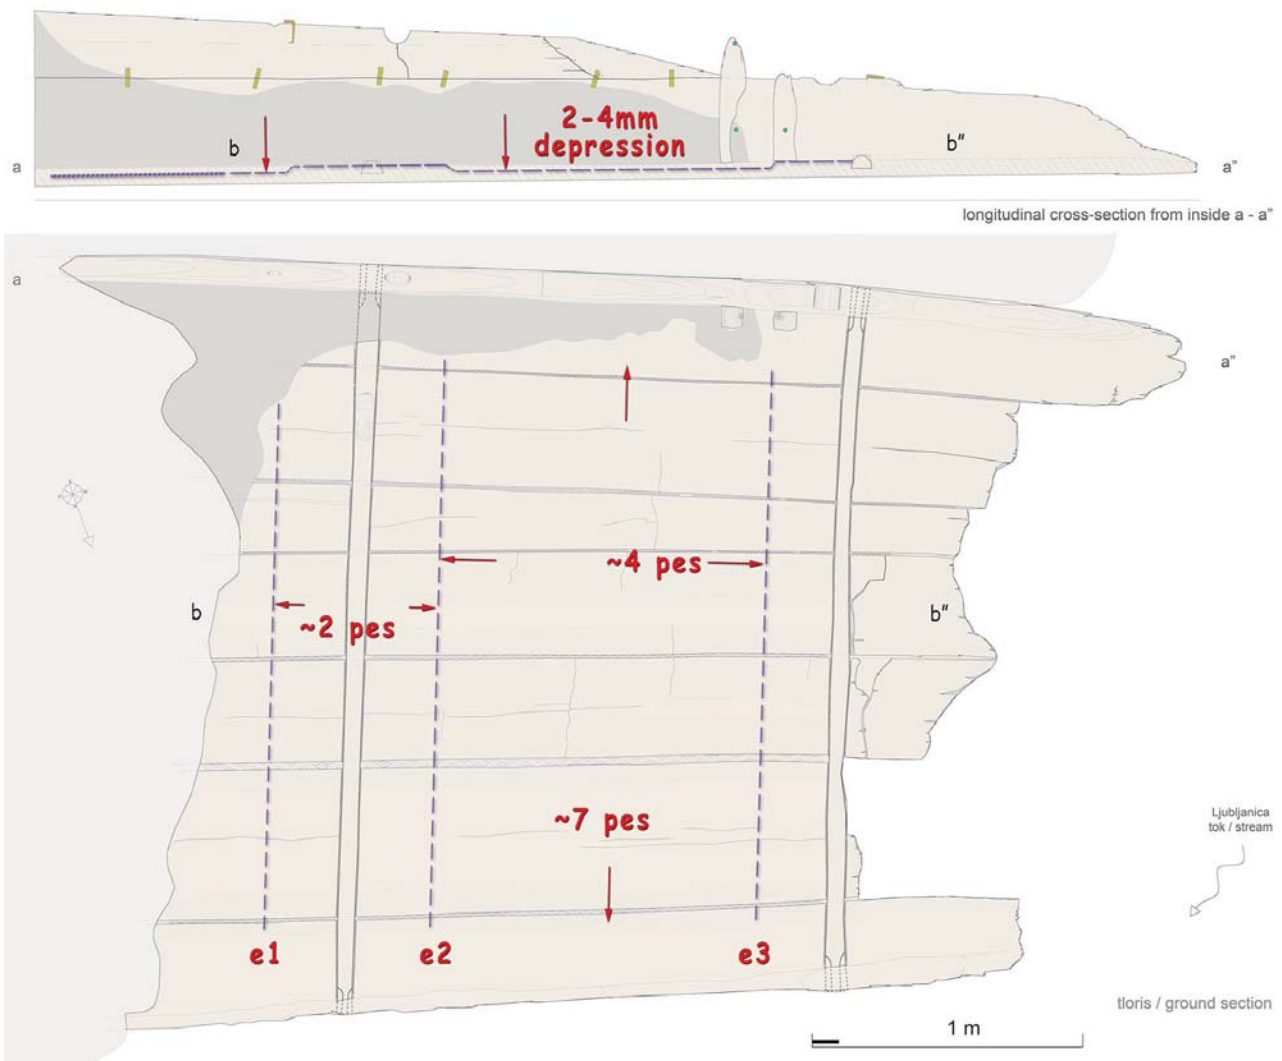 2-4mm
depression
b
b"
a
a"
longitudinal cross-section from inside a - a"
a
a"
~4 pes
b
b"
~2 pes
~7 pes
Ljubljanica
tok / stream
e1
e2
e3
tloris / ground section
1 m